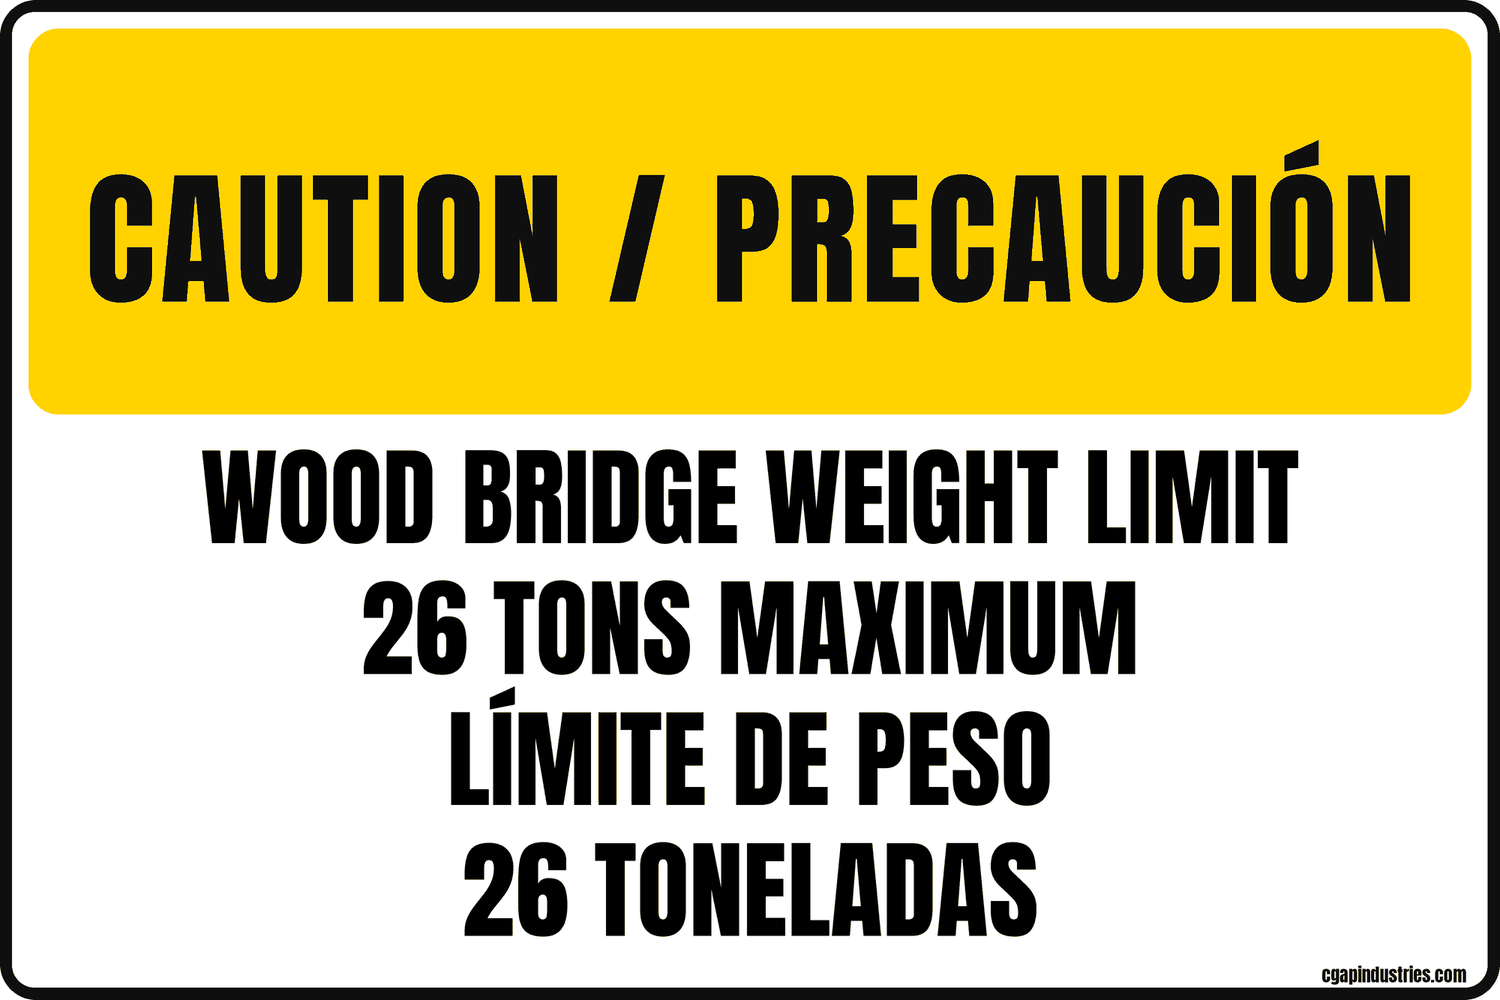 CAUTION / PRECAUCIÓN
WOOD BRIDGE WEIGHT LIMIT
26 TONS MAXIMUM
LÍMITE DE PESO
26 TONELADAS
cgapindustries.com